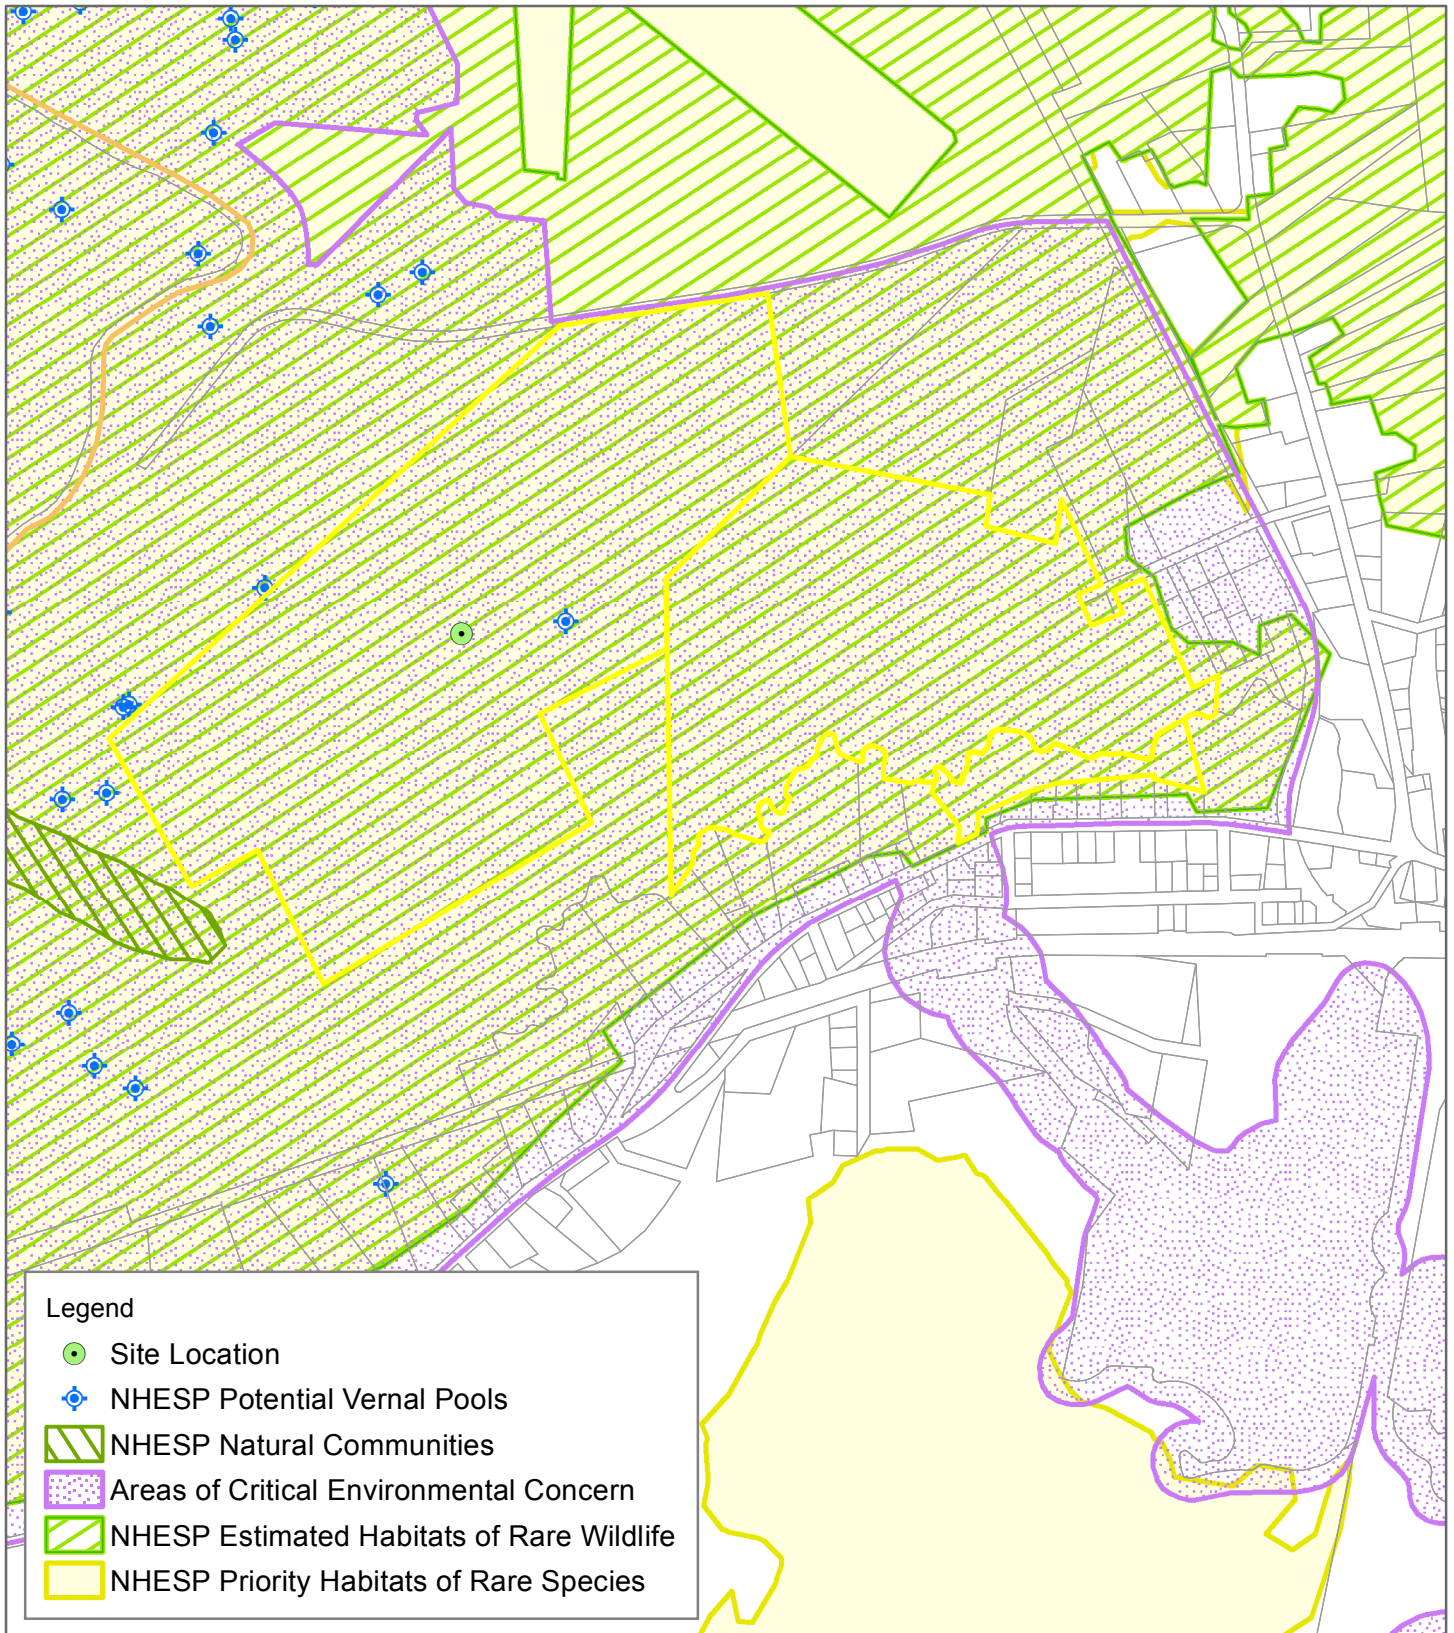 Legend
Site Location
NHESP Potential Vernal Pools
NHESP Natural Communities
Areas of Critical Environmental Concern
NHESP Estimated Habitats of Rare Wildlife
NHESP Priority Habitats of Rare Species